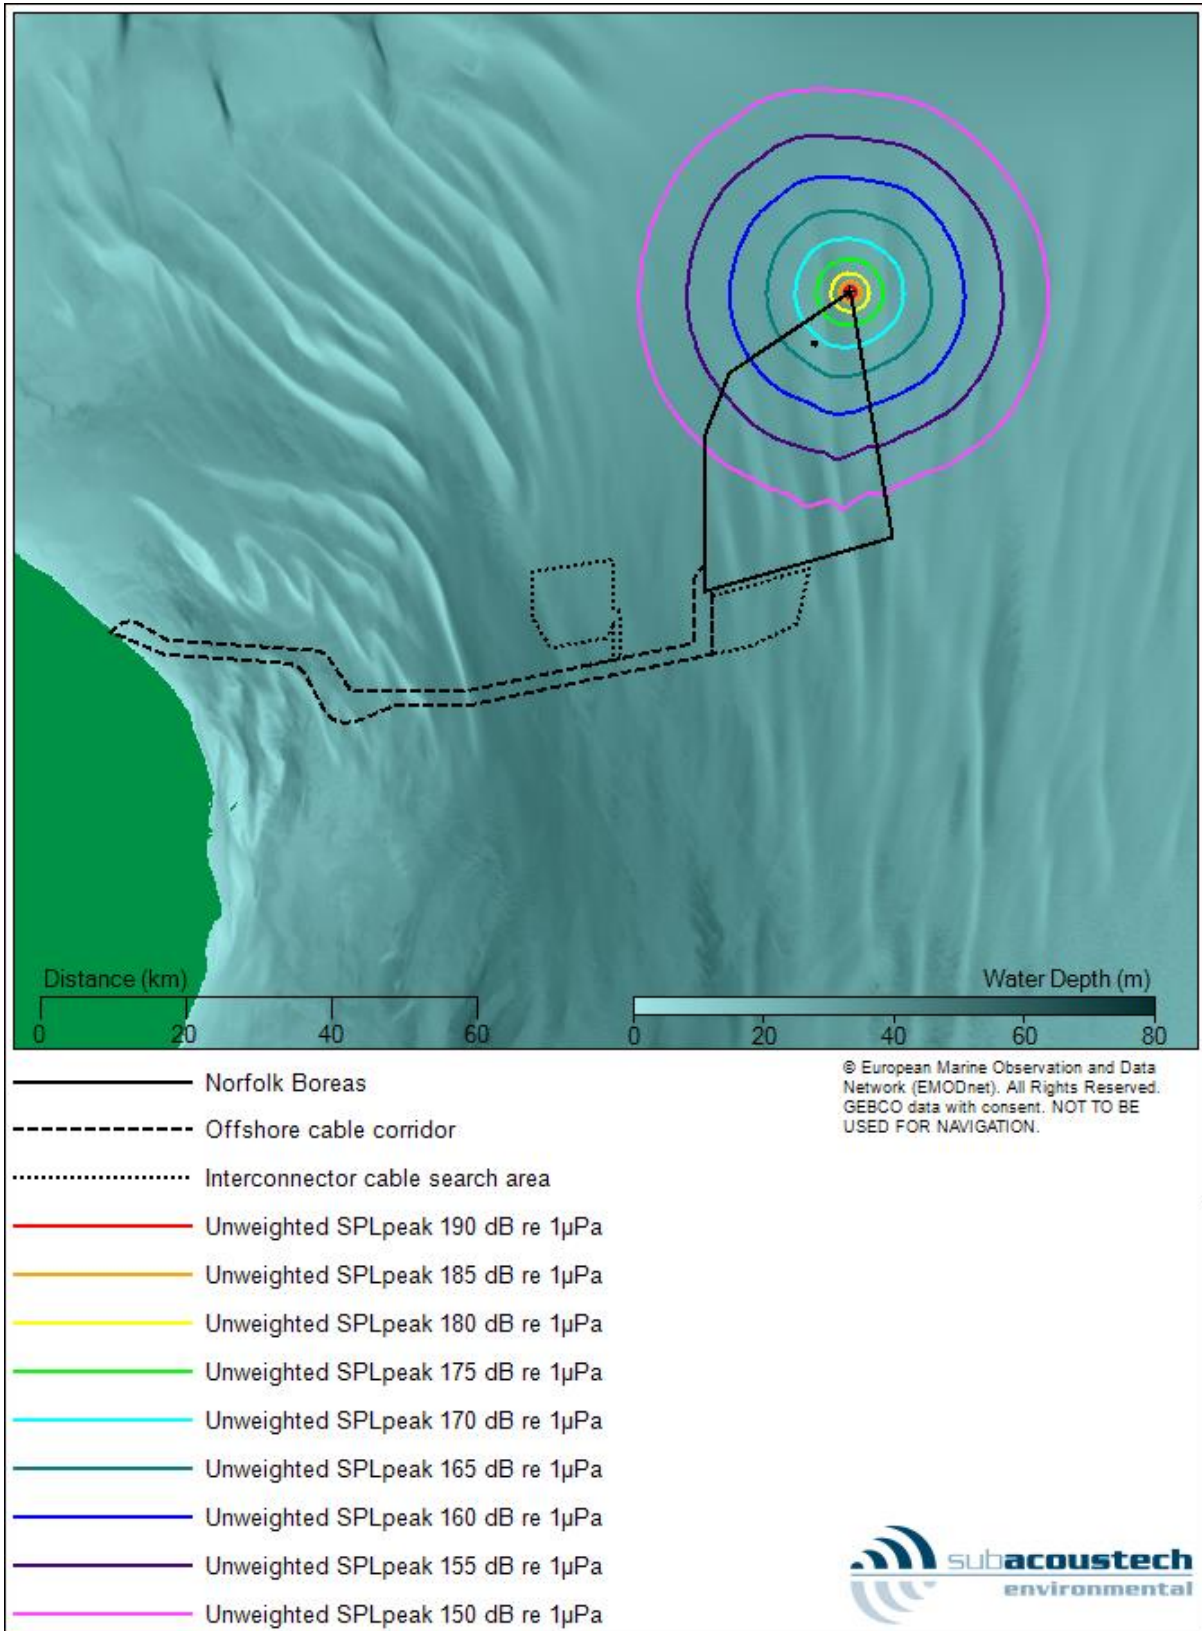 Distance (km)
0 20 40 60
Water Depth (m)
0 20 40 60 80
© European Marine Observation and Data
Network (EMODnet). All Rights Reserved.
GEBCO data with consent. NOT TO BE
USED FOR NAVIGATION.
Norfolk Boreas
Offshore cable corridor
Interconnector cable search area
Unweighted SPLpeak 190 dB re 1µPa
Unweighted SPLpeak 185 dB re 1µPa
Unweighted SPLpeak 180 dB re 1µPa
Unweighted SPLpeak 175 dB re 1µPa
Unweighted SPLpeak 170 dB re 1µPa
Unweighted SPLpeak 165 dB re 1µPa
Unweighted SPLpeak 160 dB re 1µPa
Unweighted SPLpeak 155 dB re 1µPa
Unweighted SPLpeak 150 dB re 1µPa
subacoustech
environmental